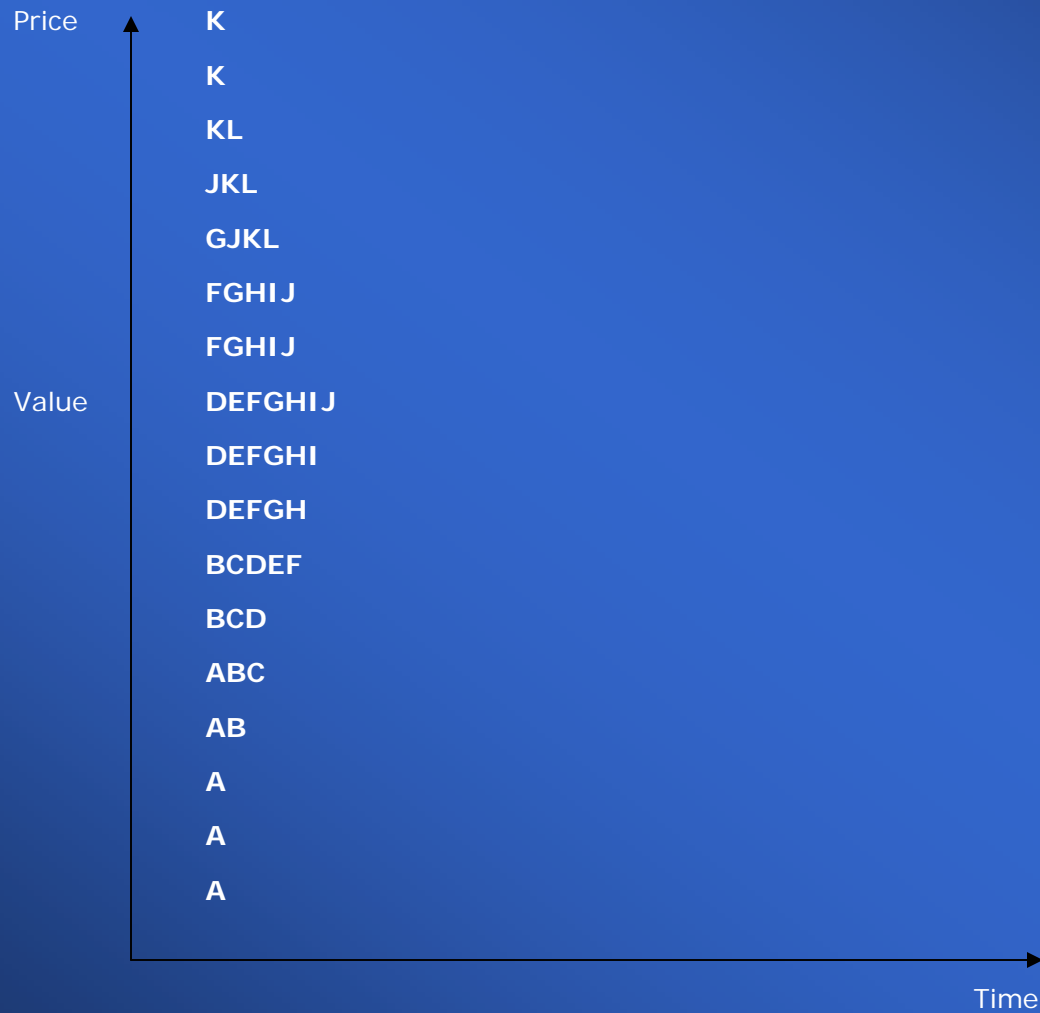 Price K
K
KL
JKL
GJKL
FGHIJ
FGHIJ
Value DEFGHIJ
DEFGHI
DEFGH
BCDEF
BCD
ABC
AB
A
A
A
Time